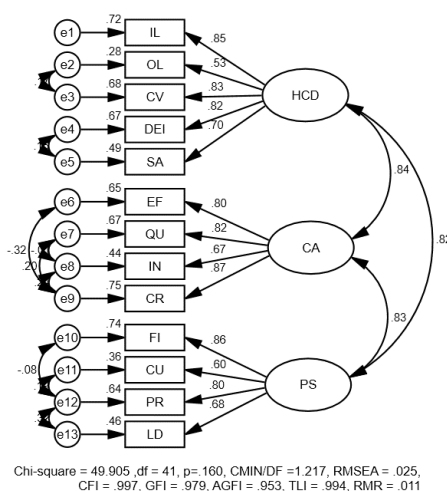 .72
e1 IL
.85
.28
e2 OL
.53
.68
e3 CV
.83
HCD
.67
e4 DEI
.82
.49
e5 SA
.70
.84
.82
.65
e6 EF
.80
.67
e7 QU
.82
-.32
.44
e8 IN
.67
CA
.20
.75
e9 CR
.87
.83
.74
e10 FI
.86
-.08
.36
e11 CU
.60
PS
.64
e12 PR
.80
.46
e13 LD
.68
Chi-square = 49.905 ,df = 41, p=.160, CMIN/DF =1.217, RMSEA = .025,
CFI = .997, GFI = .979, AGFI = .953, TLI = .994, RMR = .011